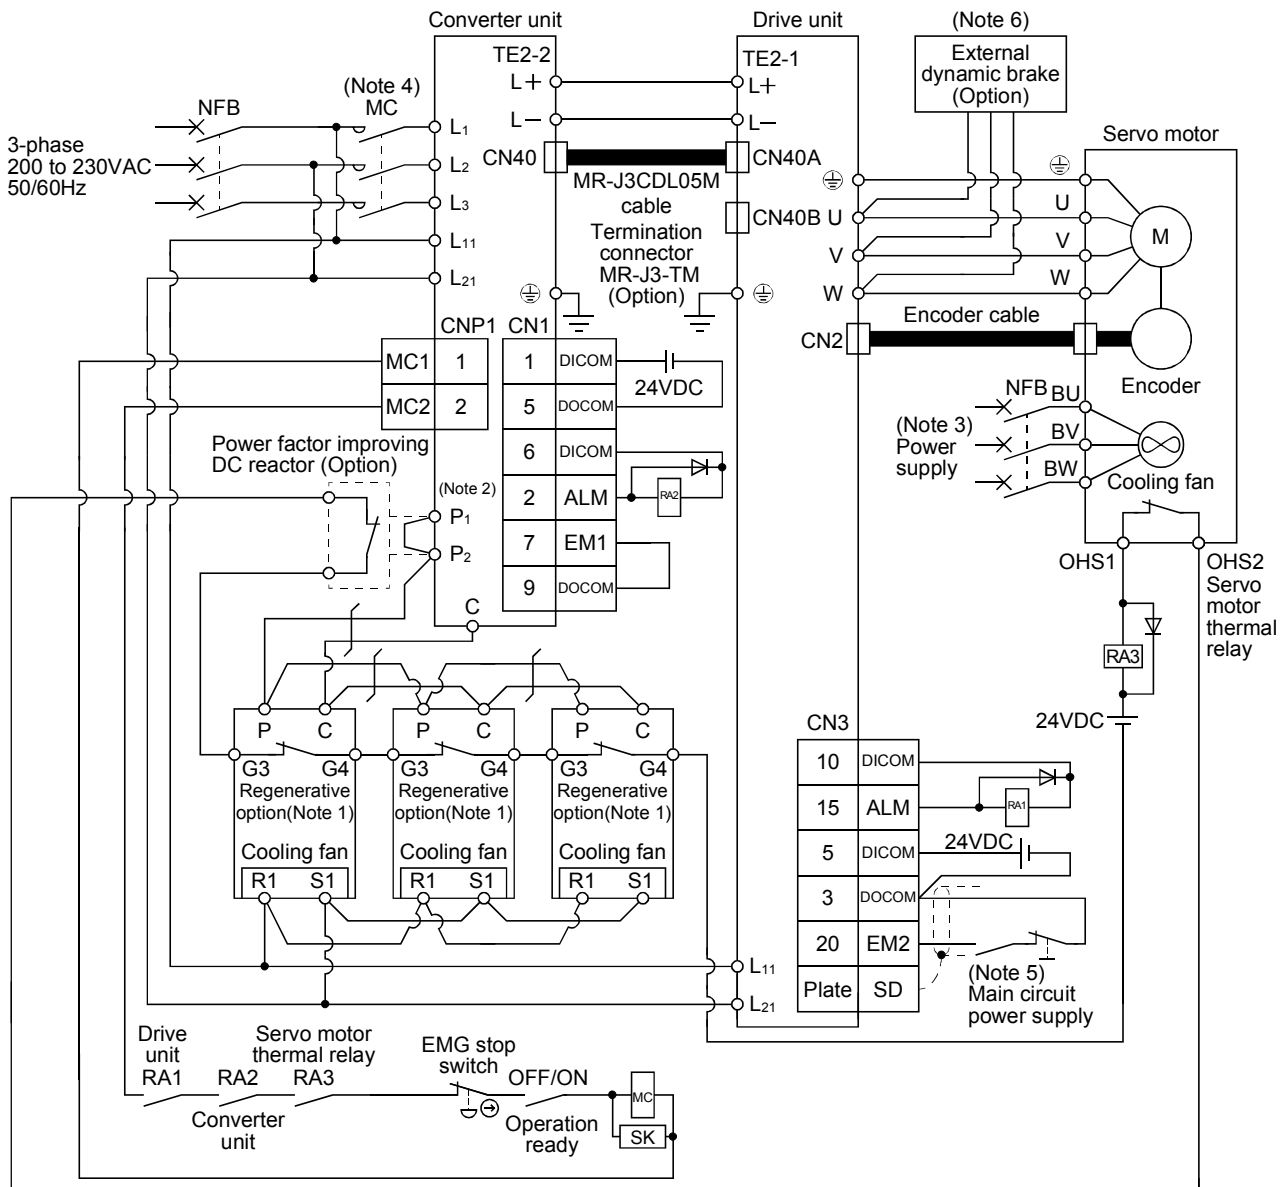 Converter unit
Drive unit
(Note 6)
External
dynamic brake
(Option)
TE2-2
TE2-1
L+
L+
L−
L−
(Note 4)
MC
NFB
3-phase
200 to 230VAC
50/60Hz
L1
L2
L3
L11
L21
CN40
CN40A
MR-J3CDL05M
cable
CN40B
Termination
connector
MR-J3-TM
(Option)
Servo motor
U
V
W
U
V
W
M
CN2
Encoder cable
Encoder
CNP1
CN1
MC1
1
MC2
2
1
DICOM
5
DOCOM
6
DICOM
2
ALM
7
EM1
9
DOCOM
24VDC
RA2
NFB
BU
BV
BW
(Note 3)
Power
supply
Cooling fan
Power factor improving
DC reactor (Option)
(Note 2)
P1
P2
C
OHS1
OHS2
Servo
motor
thermal
relay
RA3
24VDC
P
C
P
C
P
C
G3
G4
G3
G4
G3
G4
Regenerative
option(Note 1)
Regenerative
option(Note 1)
Regenerative
option(Note 1)
Cooling fan
Cooling fan
Cooling fan
R1
S1
R1
S1
R1
S1
CN3
10
DICOM
15
ALM
5
DICOM
3
DOCOM
20
EM2
Plate
SD
RA1
24VDC
(Note 5)
Main circuit
power supply
L11
L21
Drive
unit
RA1
RA2
Converter
unit
Servo motor
thermal relay
RA3
EMG stop
switch
OFF/ON
Operation
ready
MC
SK